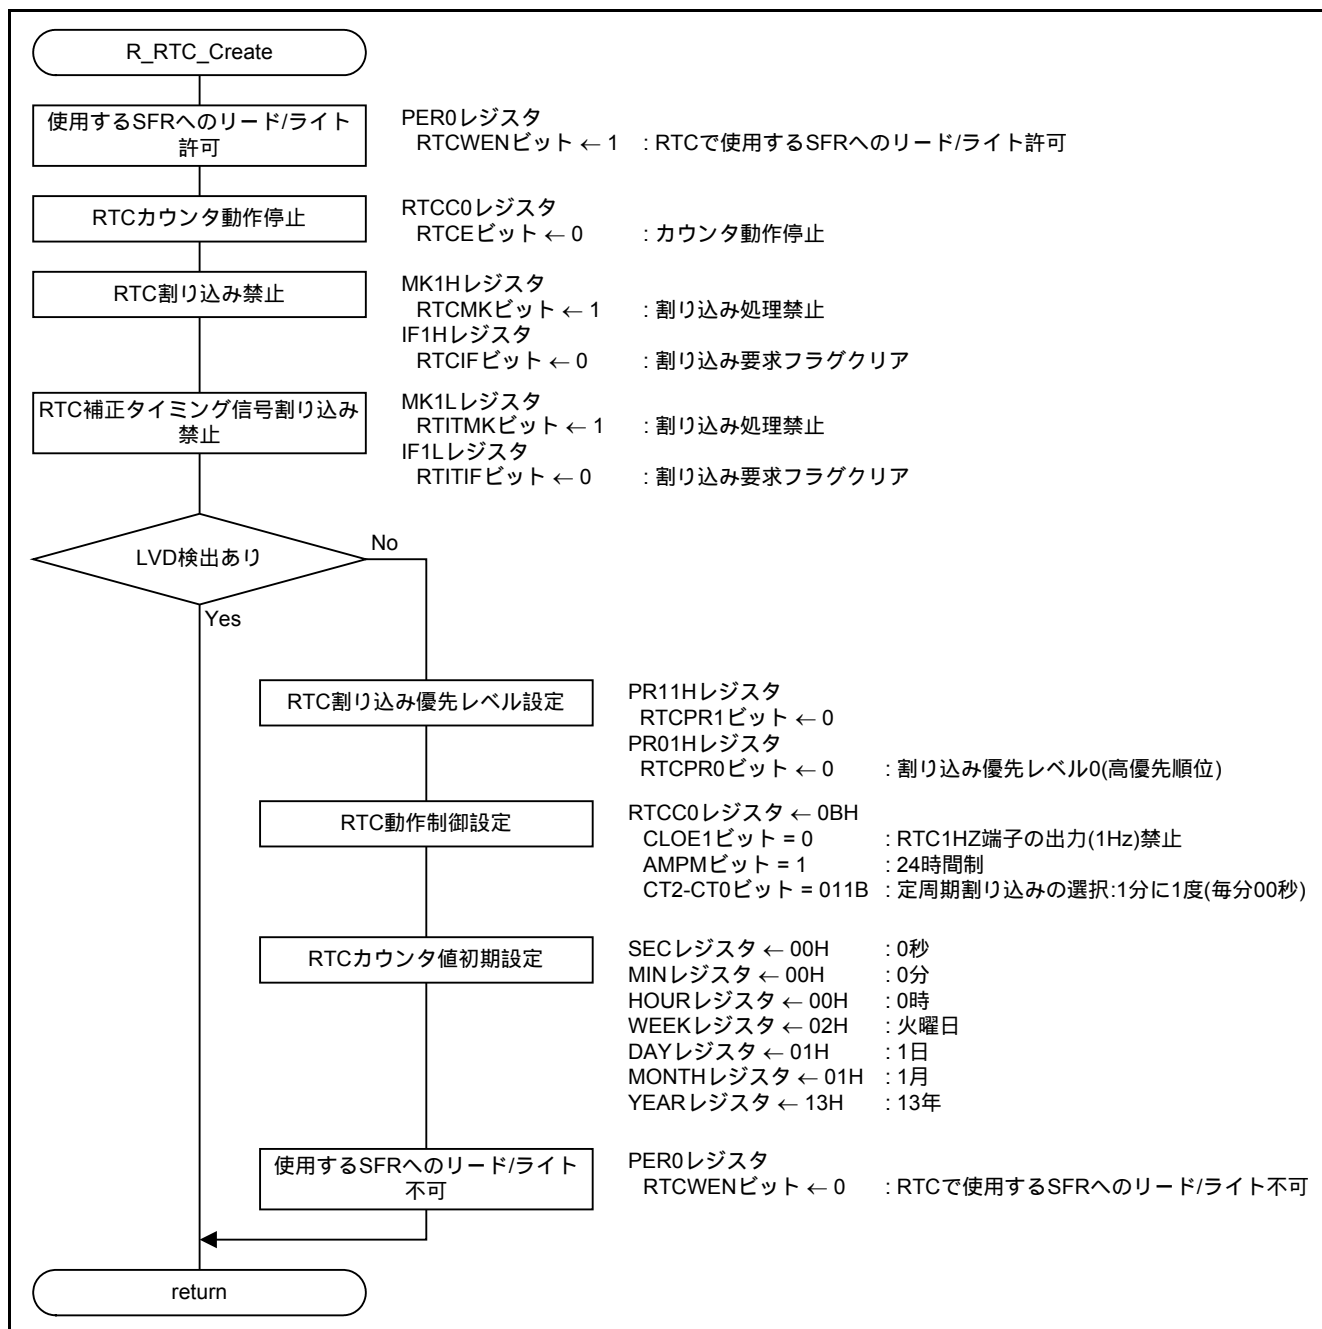 R_RTC_Create
使用するSFRへのリード/ライト
許可
PER0レジスタ
RTCWENビット ← 1 : RTCで使用するSFRへのリード/ライト許可
RTCカウンタ動作停止
RTCC0レジスタ
RTCEビット ← 0 : カウンタ動作停止
RTC割り込み禁止
MK1Hレジスタ
RTCMKビット ← 1 : 割り込み処理禁止
IF1Hレジスタ
RTCIFビット ← 0 : 割り込み要求フラグクリア
RTC補正タイミング信号割り込み
禁止
MK1Lレジスタ
RTITMKビット ← 1 : 割り込み処理禁止
IF1Lレジスタ
RTITIFビット ← 0 : 割り込み要求フラグクリア
LVD検出あり
No
Yes
RTC割り込み優先レベル設定
PR11Hレジスタ
RTCPR1ビット ← 0
PR01Hレジスタ
RTCPR0ビット ← 0 : 割り込み優先レベル0(高優先順位)
RTC動作制御設定
RTCC0レジスタ ← 0BH
CLOE1ビット = 0 : RTC1HZ端子の出力(1Hz)禁止
AMPMビット = 1 : 24時間制
CT2-CT0ビット = 011B : 定周期割り込みの選択:1分に1度(毎分00秒)
RTCカウンタ値初期設定
SECレジスタ ← 00H : 0秒
MINレジスタ ← 00H : 0分
HOURレジスタ ← 00H : 0時
WEEKレジスタ ← 02H : 火曜日
DAYレジスタ ← 01H : 1日
MONTHレジスタ ← 01H : 1月
YEARレジスタ ← 13H : 13年
使用するSFRへのリード/ライト
不可
PER0レジスタ
RTCWENビット ← 0 : RTCで使用するSFRへのリード/ライト不可
return